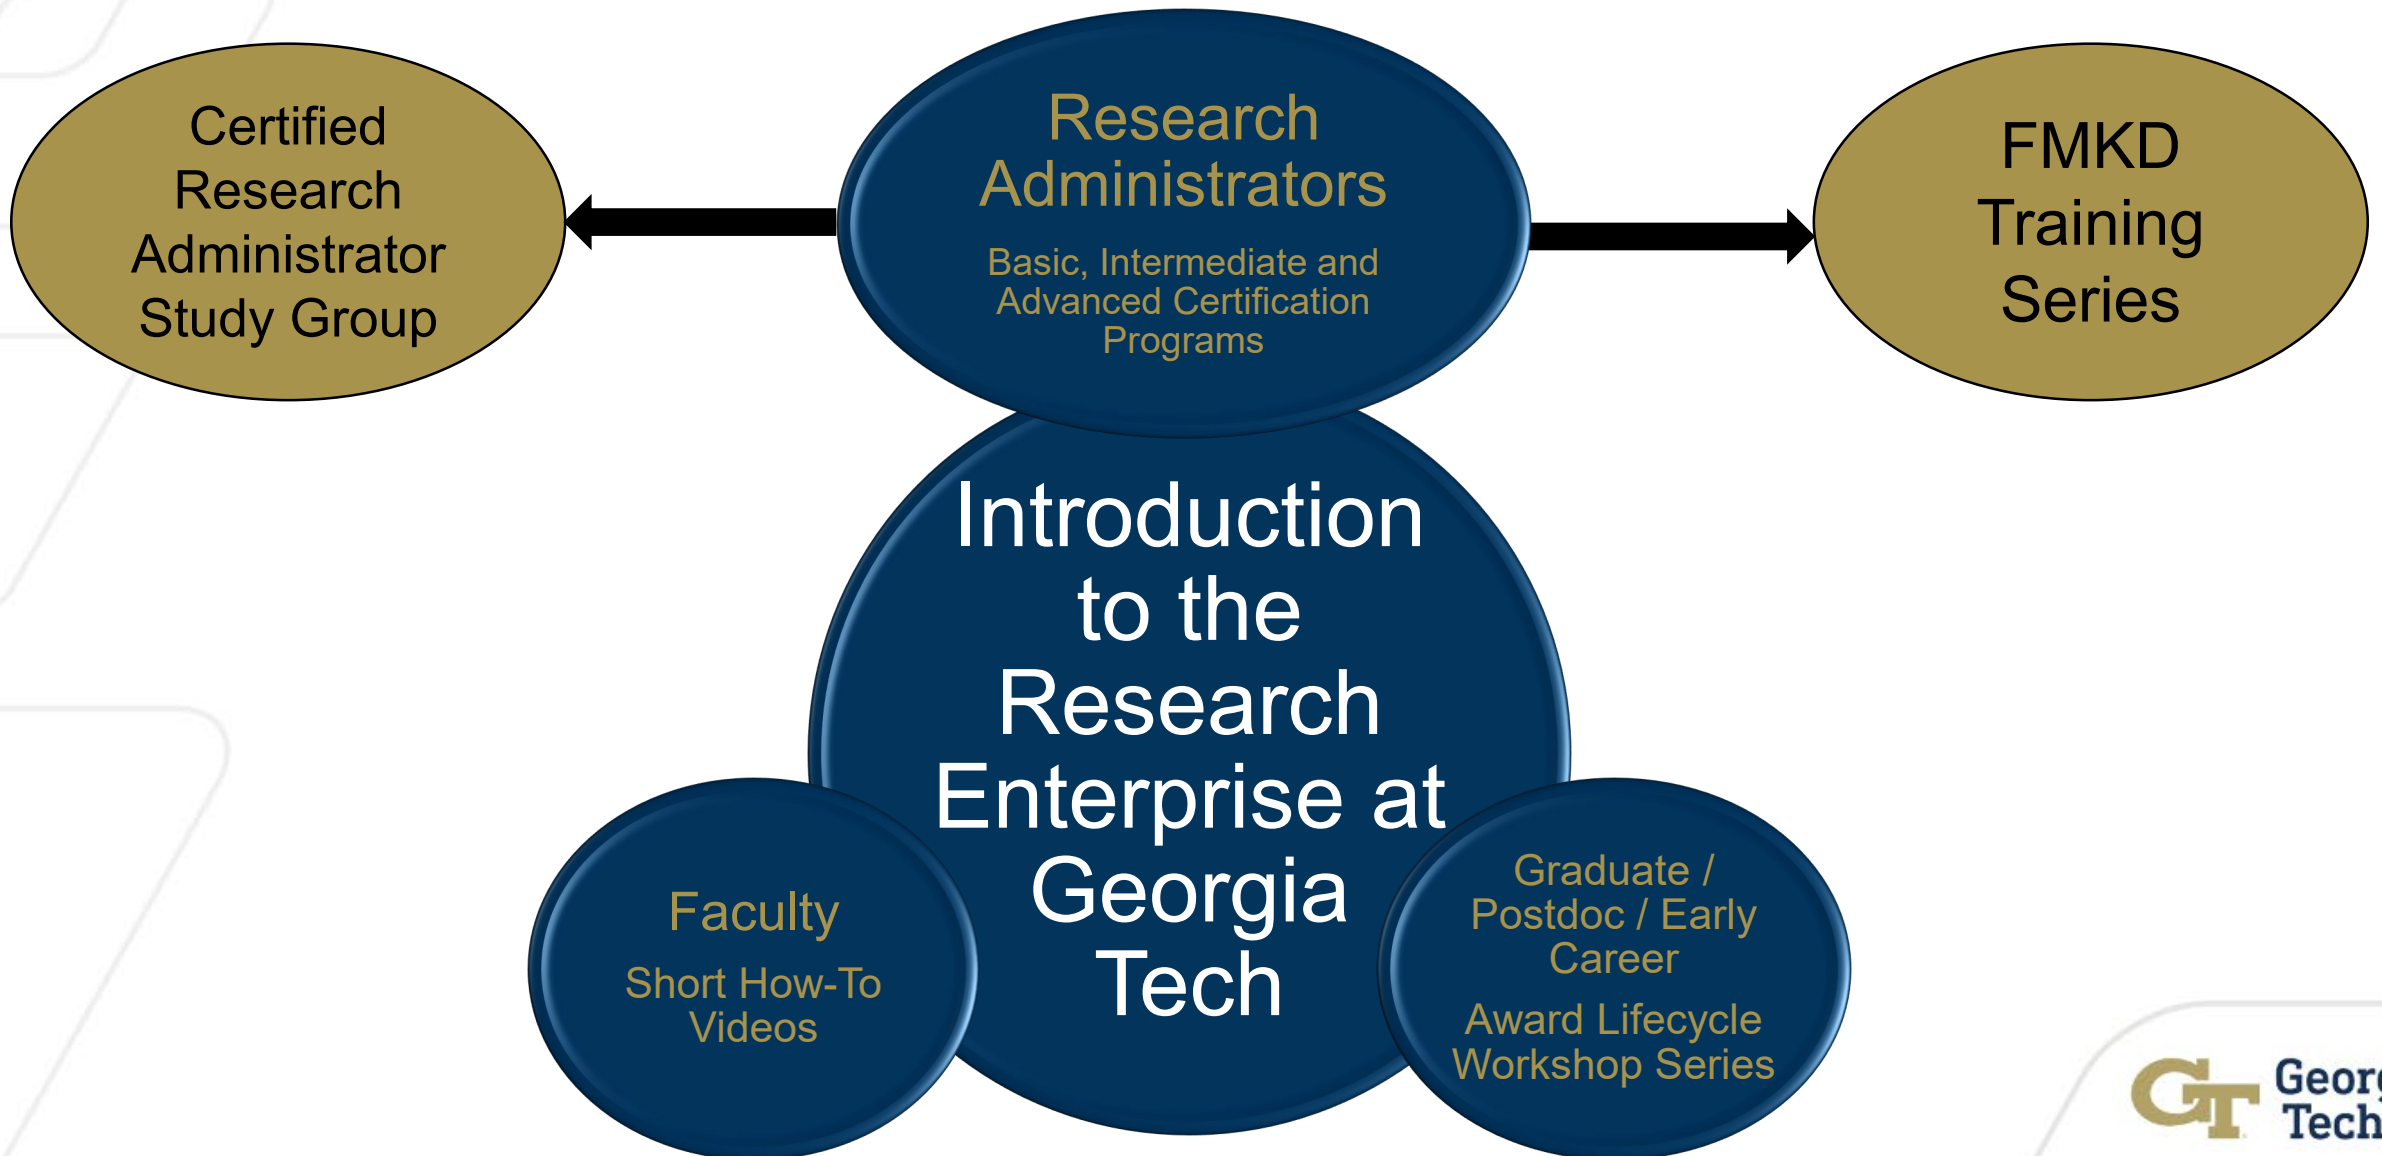 Certified
Research
Administrator
Study Group
Research
Administrators
Basic, Intermediate and
Advanced Certification
Programs
FMKD
Training
Series
Introduction
to the
Research
Enterprise at
Georgia
Tech
Faculty
Short How-To
Videos
Graduate /
Postdoc / Early
Career
Award Lifecycle
Workshop Series
GT
Tech